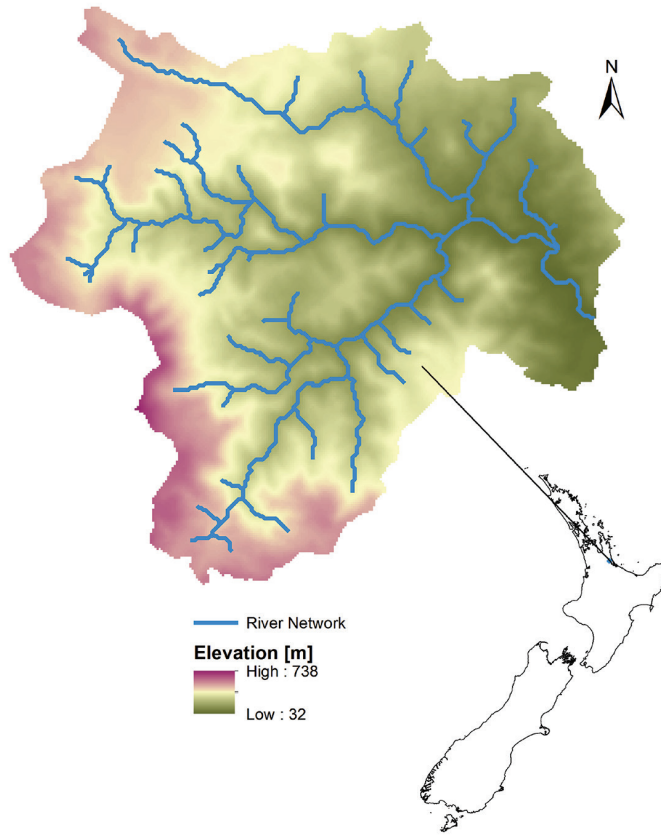 N
River Network
Elevation [m]
High : 738
Low : 32